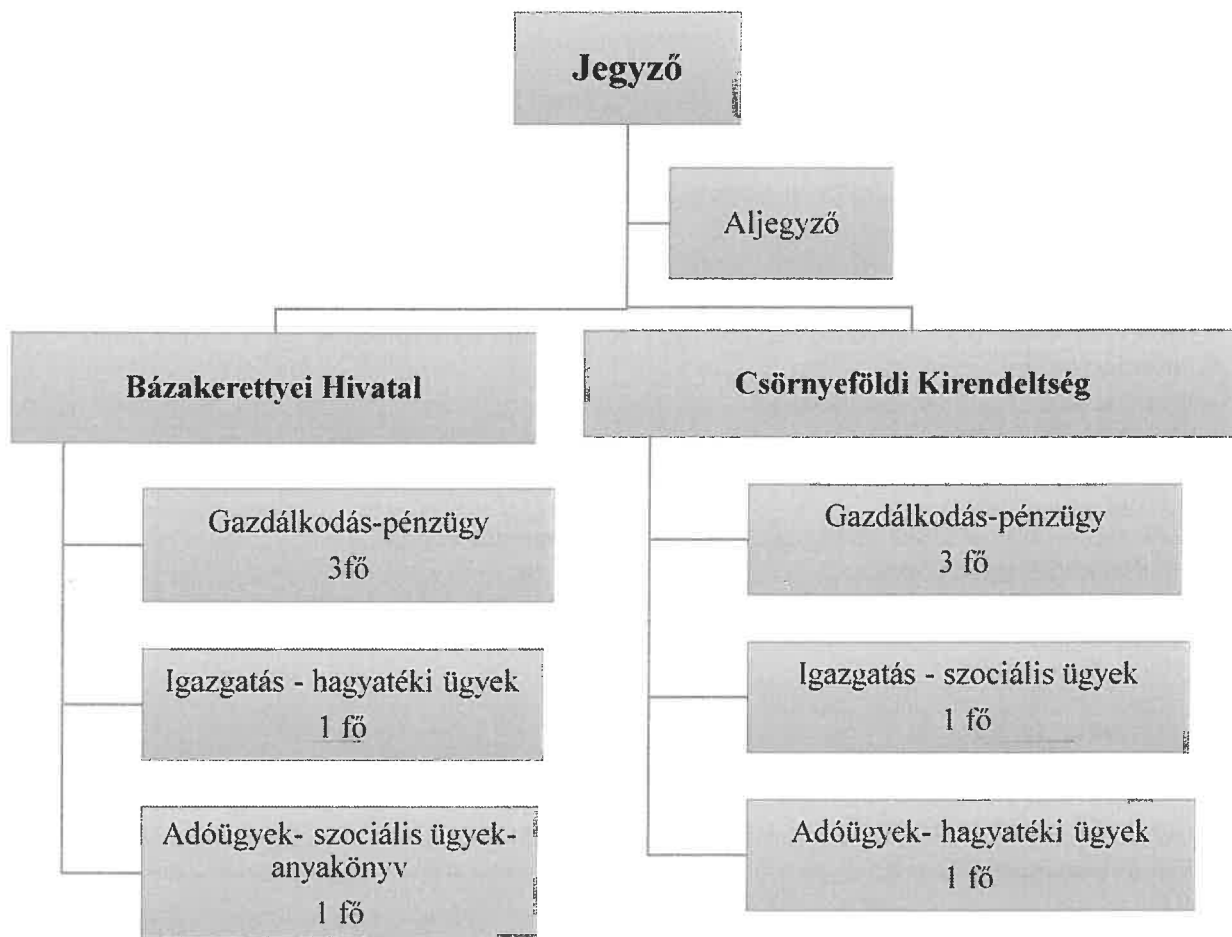 Jegyző
Aljegyző
Bázakerettyei Hivatal
Gazdálkodás-pénzügy
3fő
Igazgatás - hagyatéki ügyek
1 fő
Adóügyek- szociális ügyek-
anyakönyv
1 fő
Csörnyeföldi Kirendeltség
Gazdálkodás-pénzügy
3 fő
Igazgatás - szociális ügyek
1 fő
Adóügyek- hagyatéki ügyek
1 fő